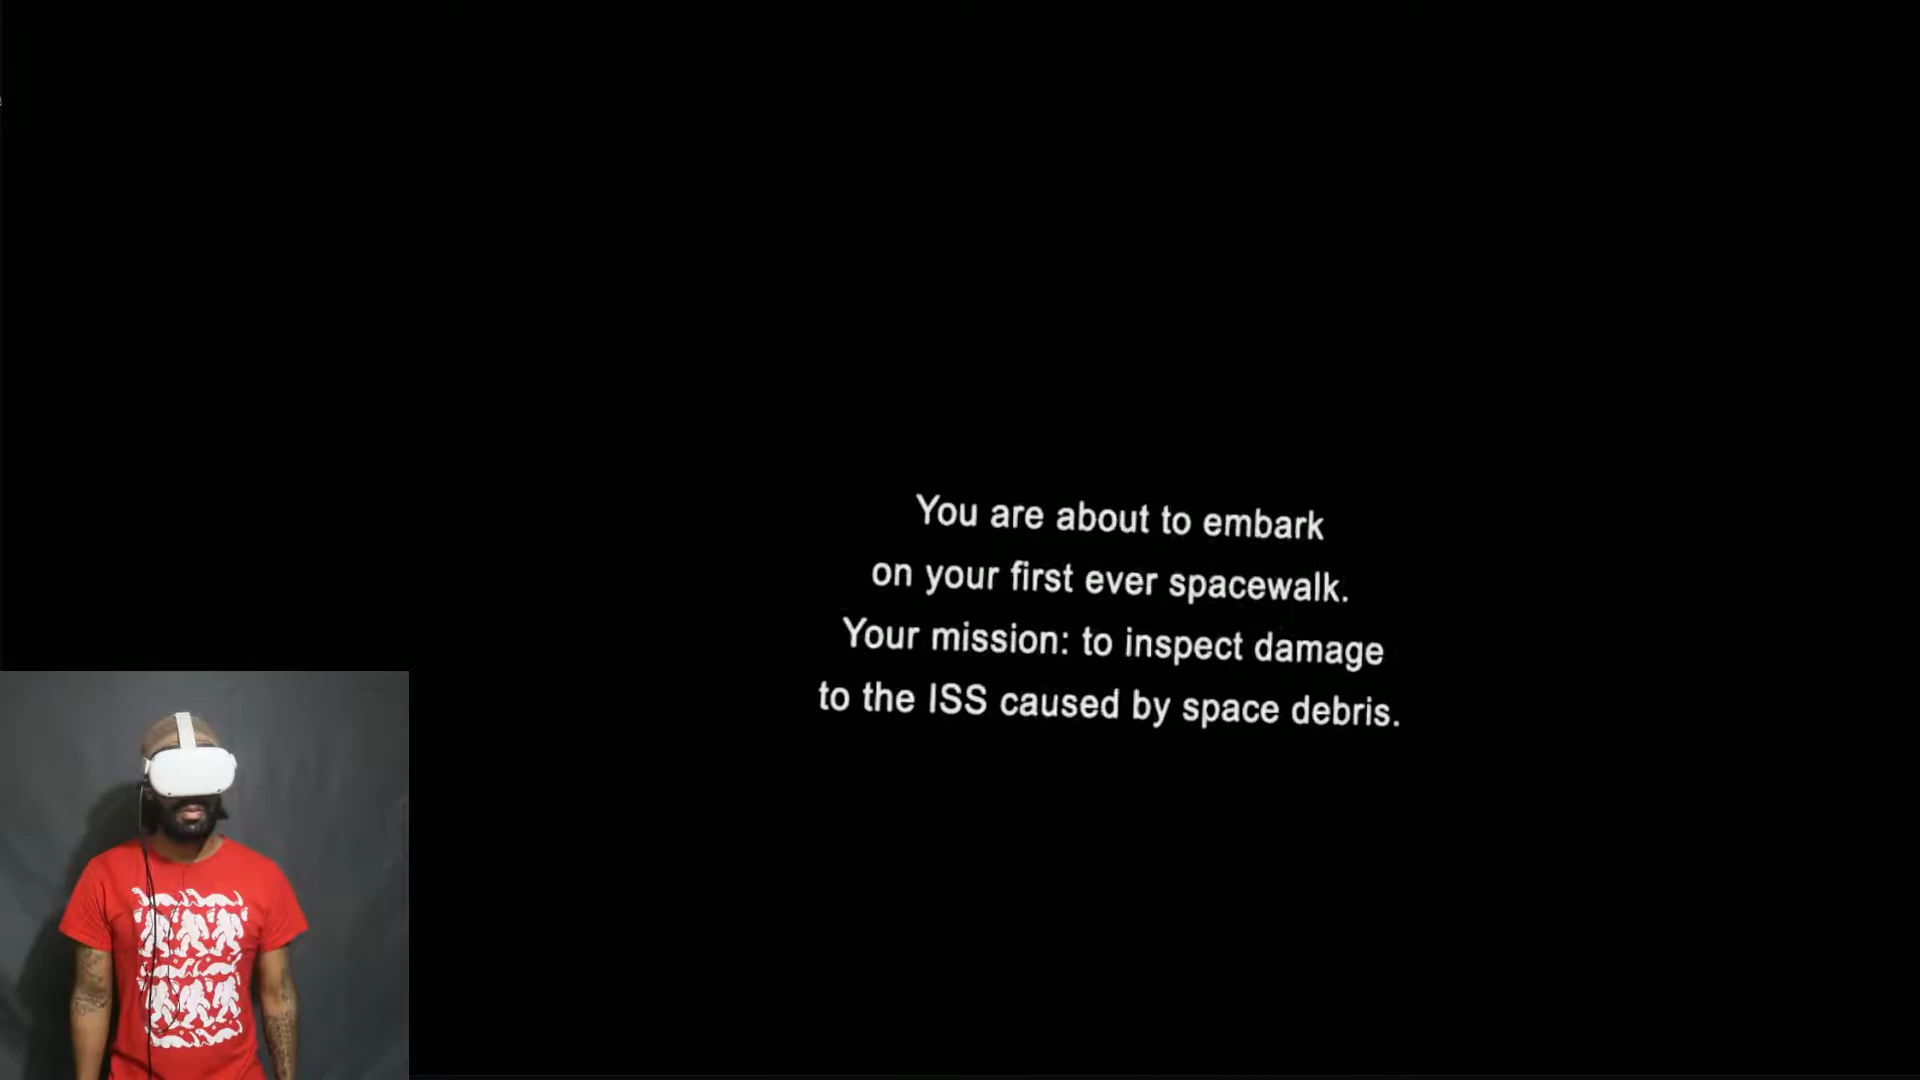 You are about to embark
on your first ever spacewalk.
Your mission: to inspect damage
to the ISS caused by space debris.